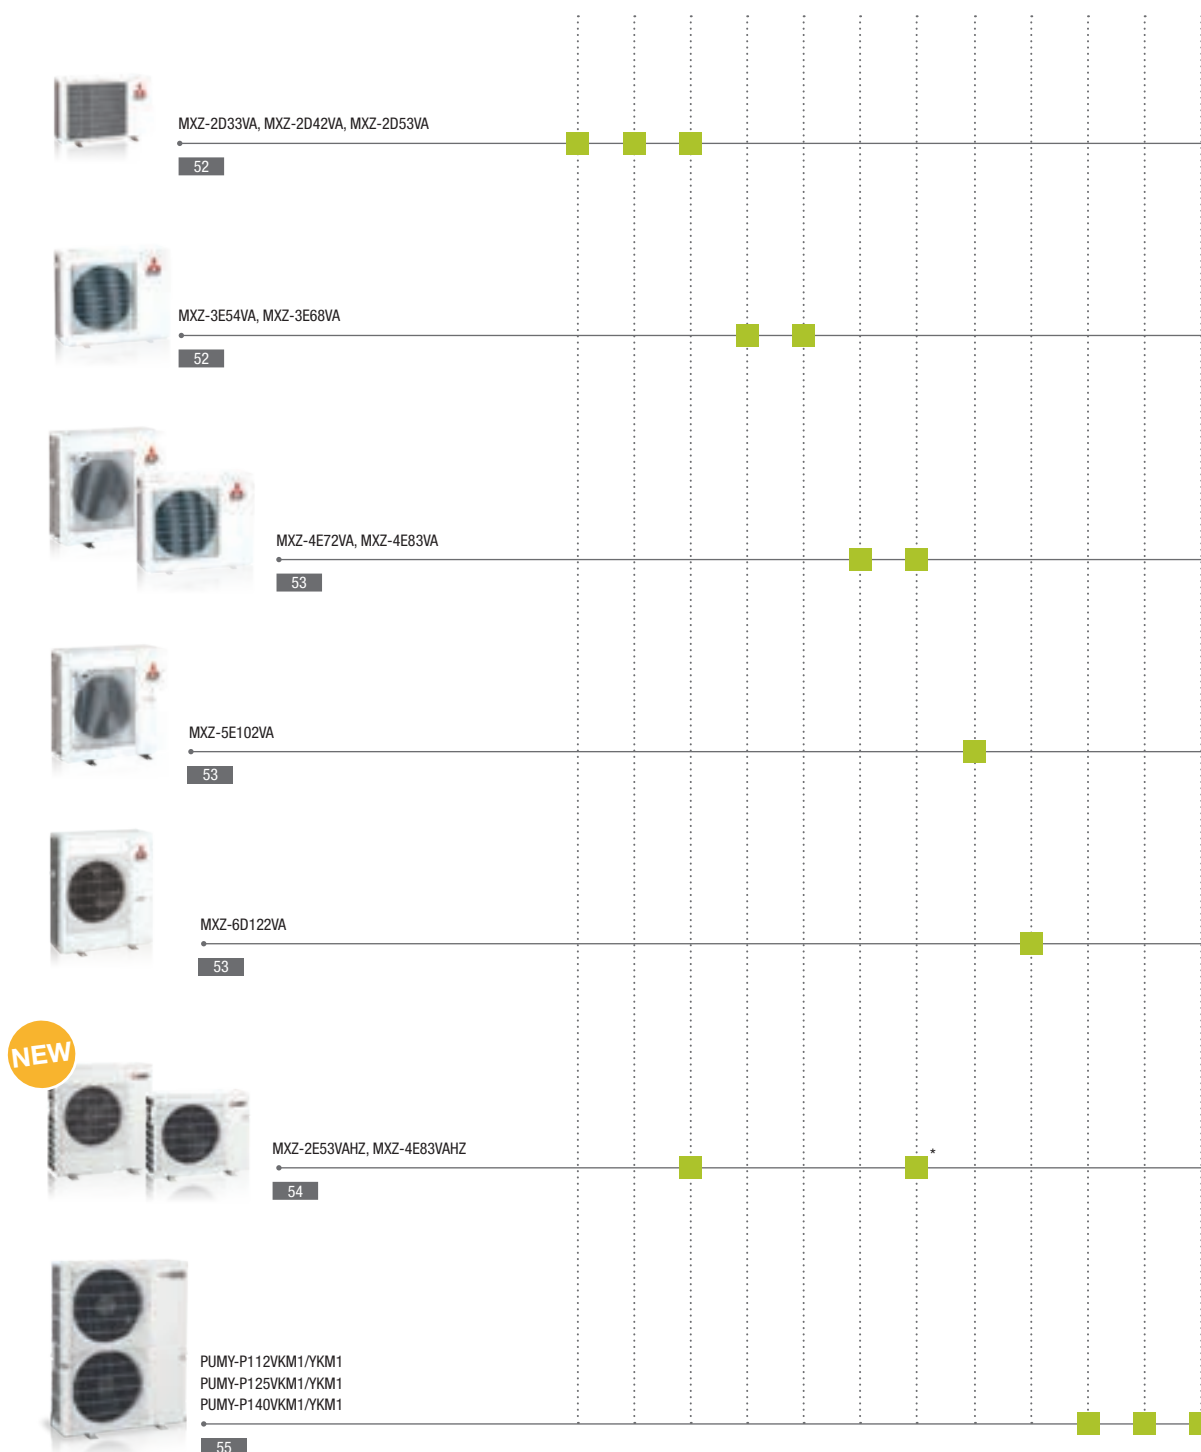 MXZ-2D33VA, MXZ-2D42VA, MXZ-2D53VA
52
MXZ-3E54VA, MXZ-3E68VA
52
MXZ-4E72VA, MXZ-4E83VA
53
MXZ-5E102VA
53
MXZ-6D122VA
53
NEW
MXZ-2E53VAHZ, MXZ-4E83VAHZ
*
54
PUMY-P112VKM1/YKM1
PUMY-P125VKM1/YKM1
PUMY-P140VKM1/YKM1
55